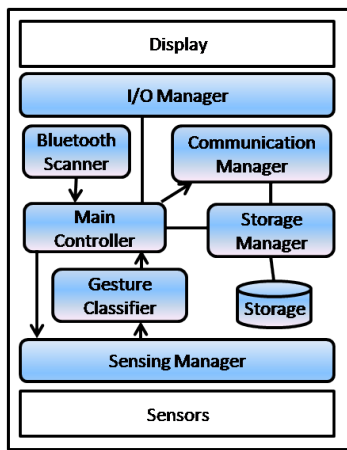 Display
I/O Manager
Bluetooth
Scanner
Communication
Manager
Main
Controller
Storage
Manager
Gesture
Classifier
Storage
Sensing Manager
Sensors